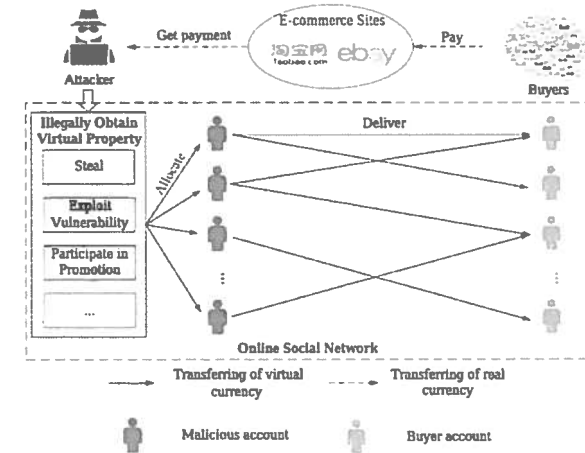 Get payment
E-commerce Sites
淘宝网
Taobao.com
ebay
Pay
Attacker
Buyers
Illegally Obtain
Virtual Property
Steal
Exploit
Vulnerability
Participate in
Promotion
...
Allocate
Deliver
...
...
Online Social Network
Transferring of virtual
currency
Transferring of real
currency
Malicious account
Buyer account